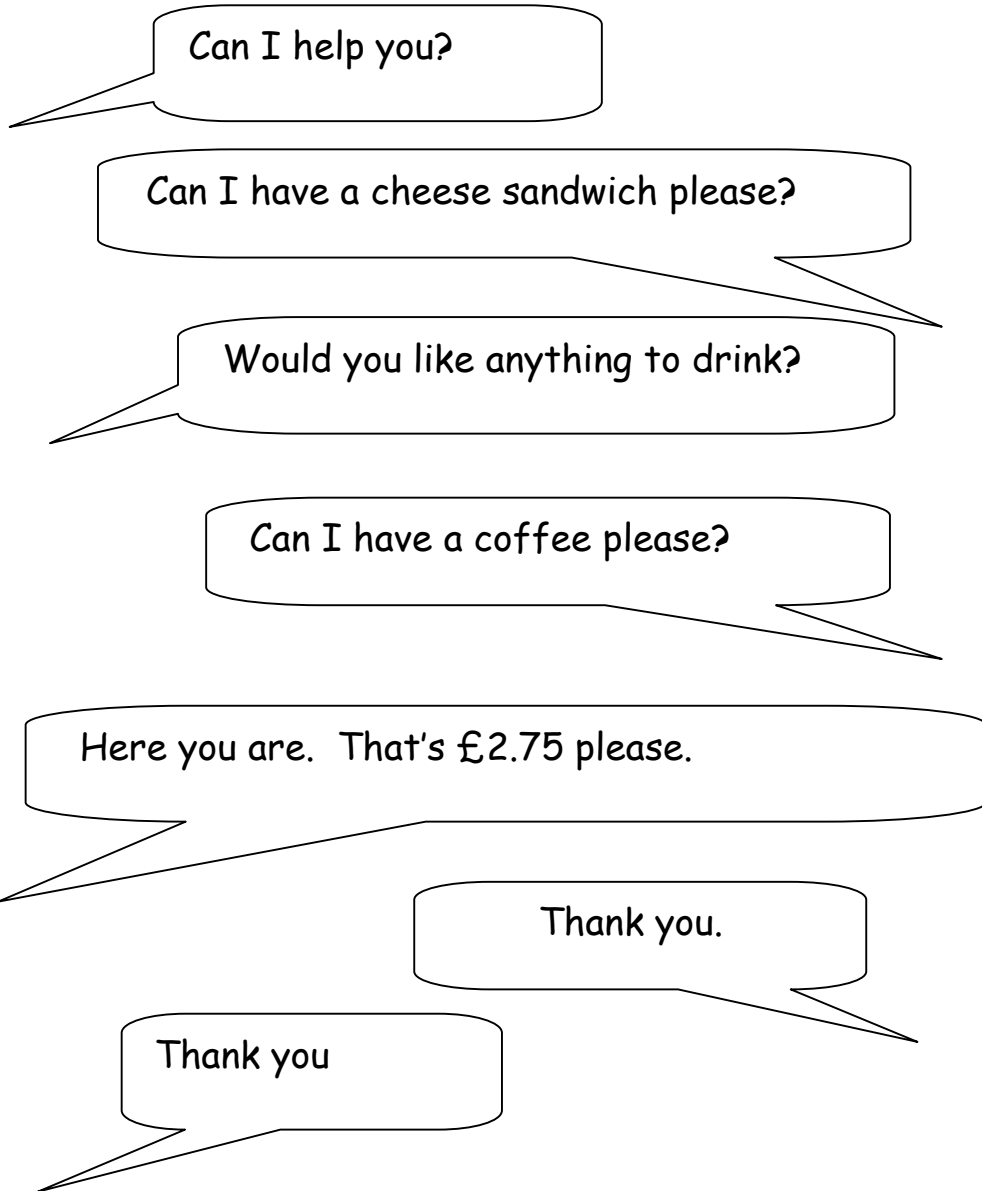 Can I help you?
Can I have a cheese sandwich please?
Would you like anything to drink?
Can I have a coffee please?
Here you are.  That’s £2.75 please.
Thank you.
Thank you